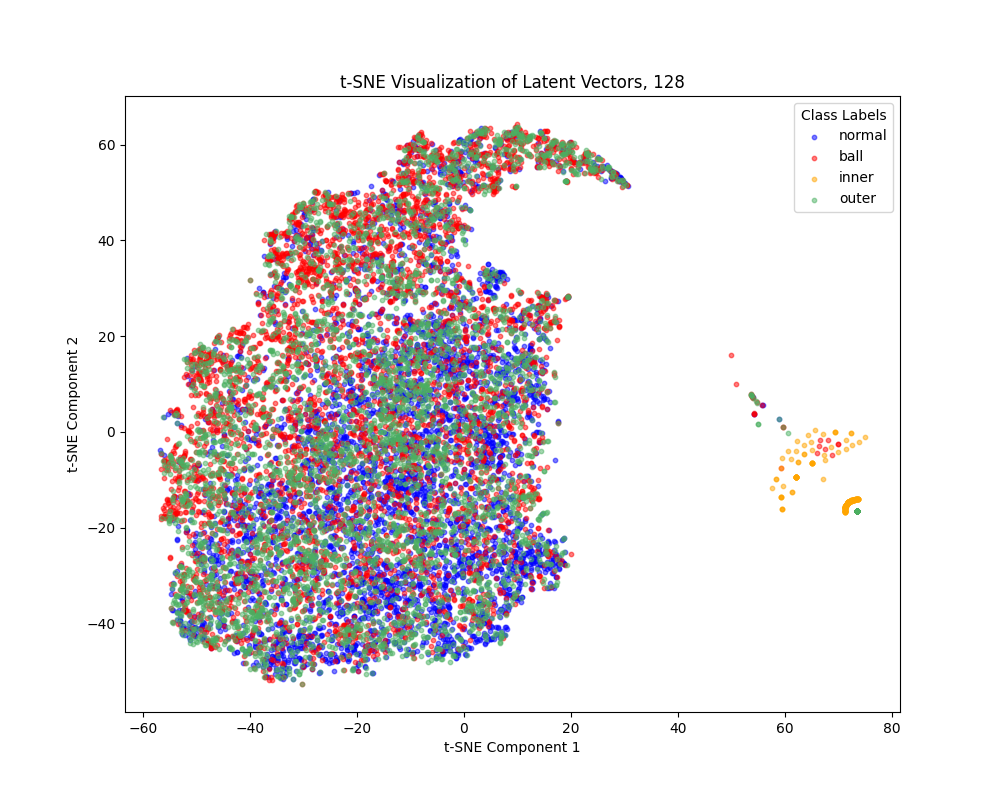 t-SNE Visualization of Latent Vectors, 128
Class Labels
normal
ball
inner
outer
60
40
20
0
−20
−40
t-SNE Component 2
−60
−40
−20
0
20
40
60
80
t-SNE Component 1